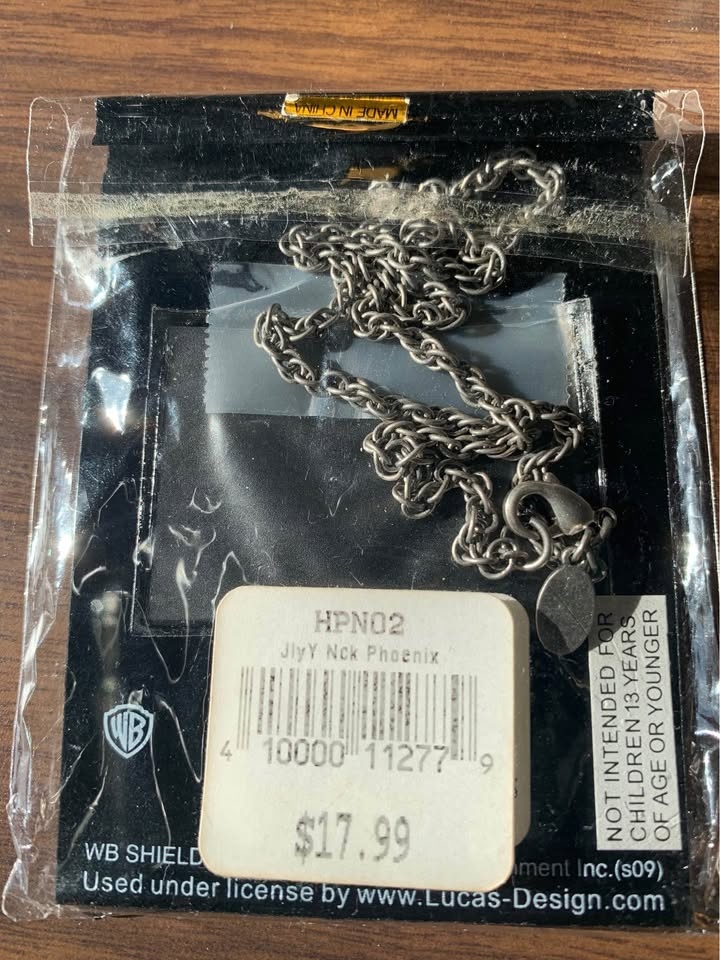 MADE IN CHINA
HPN02
JlyY Nck Phoenix
4 10000 11277 9
$17.99
NOT INTENDED FOR
CHILDREN 13 YEARS
OF AGE OR YOUNGER
WB
WB SHIELD Inc.(s09)
Used under license by www.Lucas-Design.com